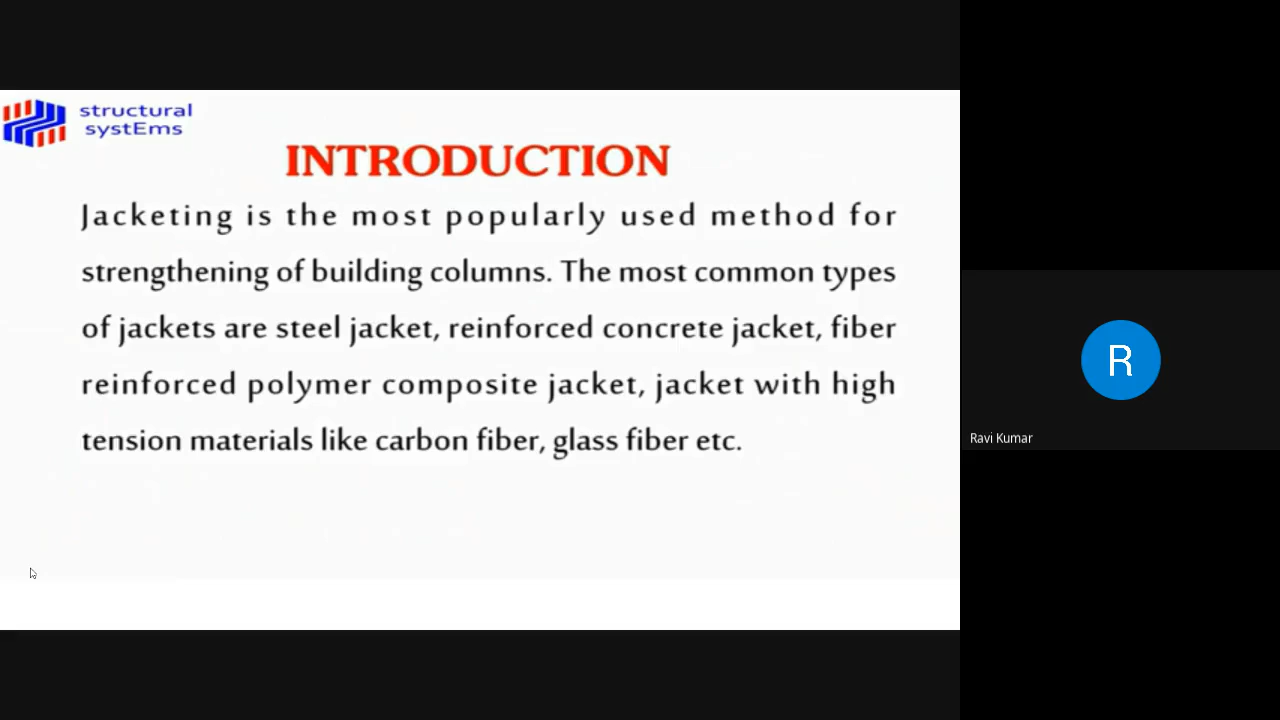 structural
systEms
INTRODUCTION
Jacketing is the most popularly used method for
strengthening of building columns. The most common types
of jackets are steel jacket, reinforced concrete jacket, fiber
reinforced polymer composite jacket, jacket with high
tension materials like carbon fiber, glass fiber etc.
R
Ravi Kumar